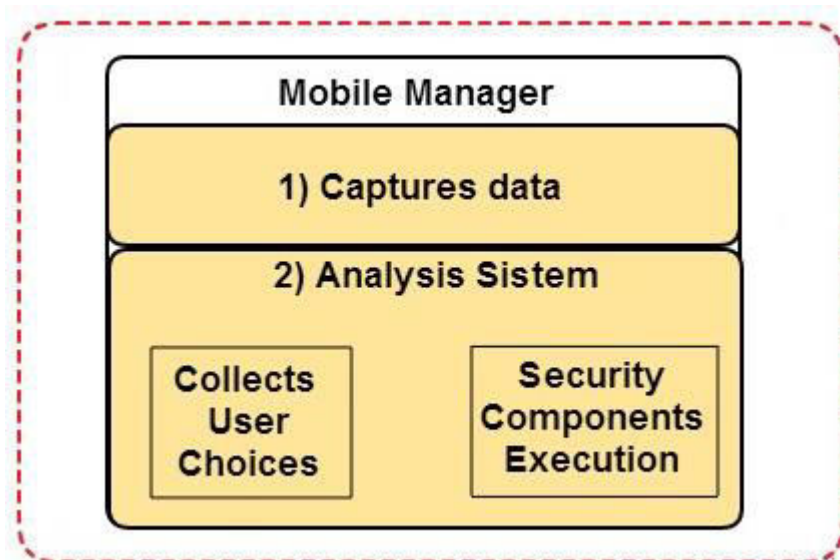 Mobile Manager
1) Captures data
2) Analysis Sistem
Collects
User
Choices
Security
Components
Execution